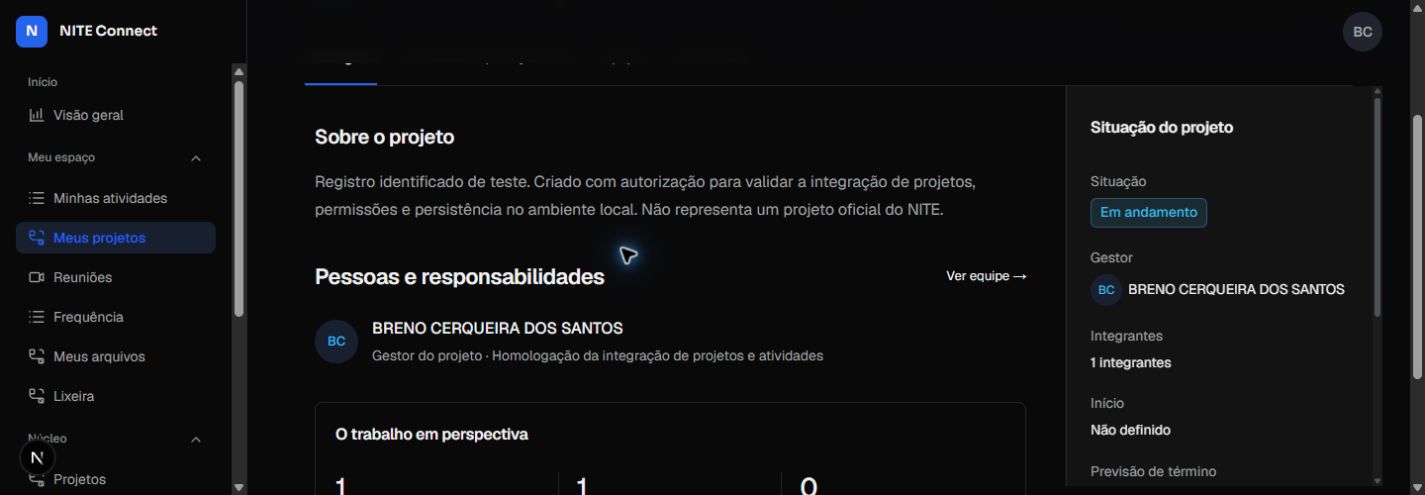 N NITE Connect
BC
Início
Visão geral
Meu espaço
Minhas atividades
Meus projetos
Reuniões
Frequência
Meus arquivos
Lixeira
Núcleo
N
Projetos
Sobre o projeto
Registro identificado de teste. Criado com autorização para validar a integração de projetos,
permissões e persistência no ambiente local. Não representa um projeto oficial do NITE.
Pessoas e responsabilidades
Ver equipe →
BC
BRENO CERQUEIRA DOS SANTOS
Gestor do projeto · Homologação da integração de projetos e atividades
O trabalho em perspectiva
1 1 0
Situação do projeto
Situação
Em andamento
Gestor
BC BRENO CERQUEIRA DOS SANTOS
Integrantes
1 integrantes
Início
Não definido
Previsão de término